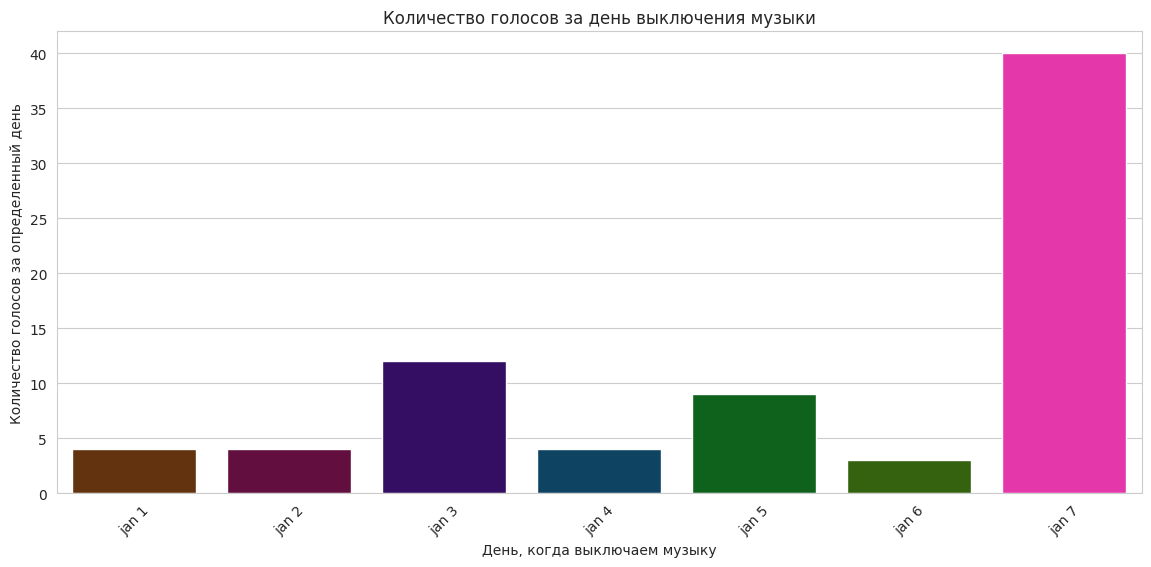 Количество голосов за день выключения музыки
Количество голосов за определенный день
40
35
30
25
20
15
10
5
0
jan 1
jan 2
jan 3
jan 4
jan 5
jan 6
jan 7
День, когда выключаем музыку